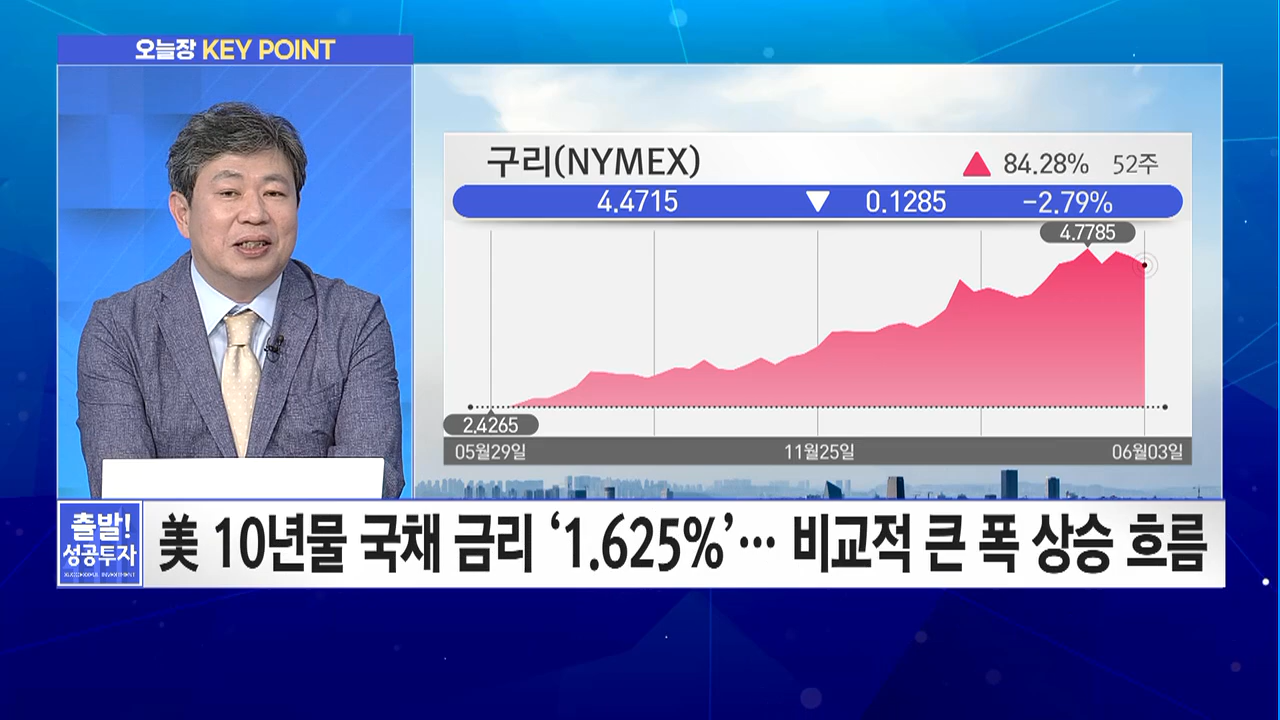 오늘장 KEY POINT
구리(NYMEX)
▲ 84.28% 52주
4.4715 ▼ 0.1285 -2.79%
4.7785
2.4265
05월29일 11월25일 06월03일
출발!
성공투자
SUCCESSFUL INVESTMENT
美 10년물 국채 금리 ‘1.625%’… 비교적 큰 폭 상승 흐름